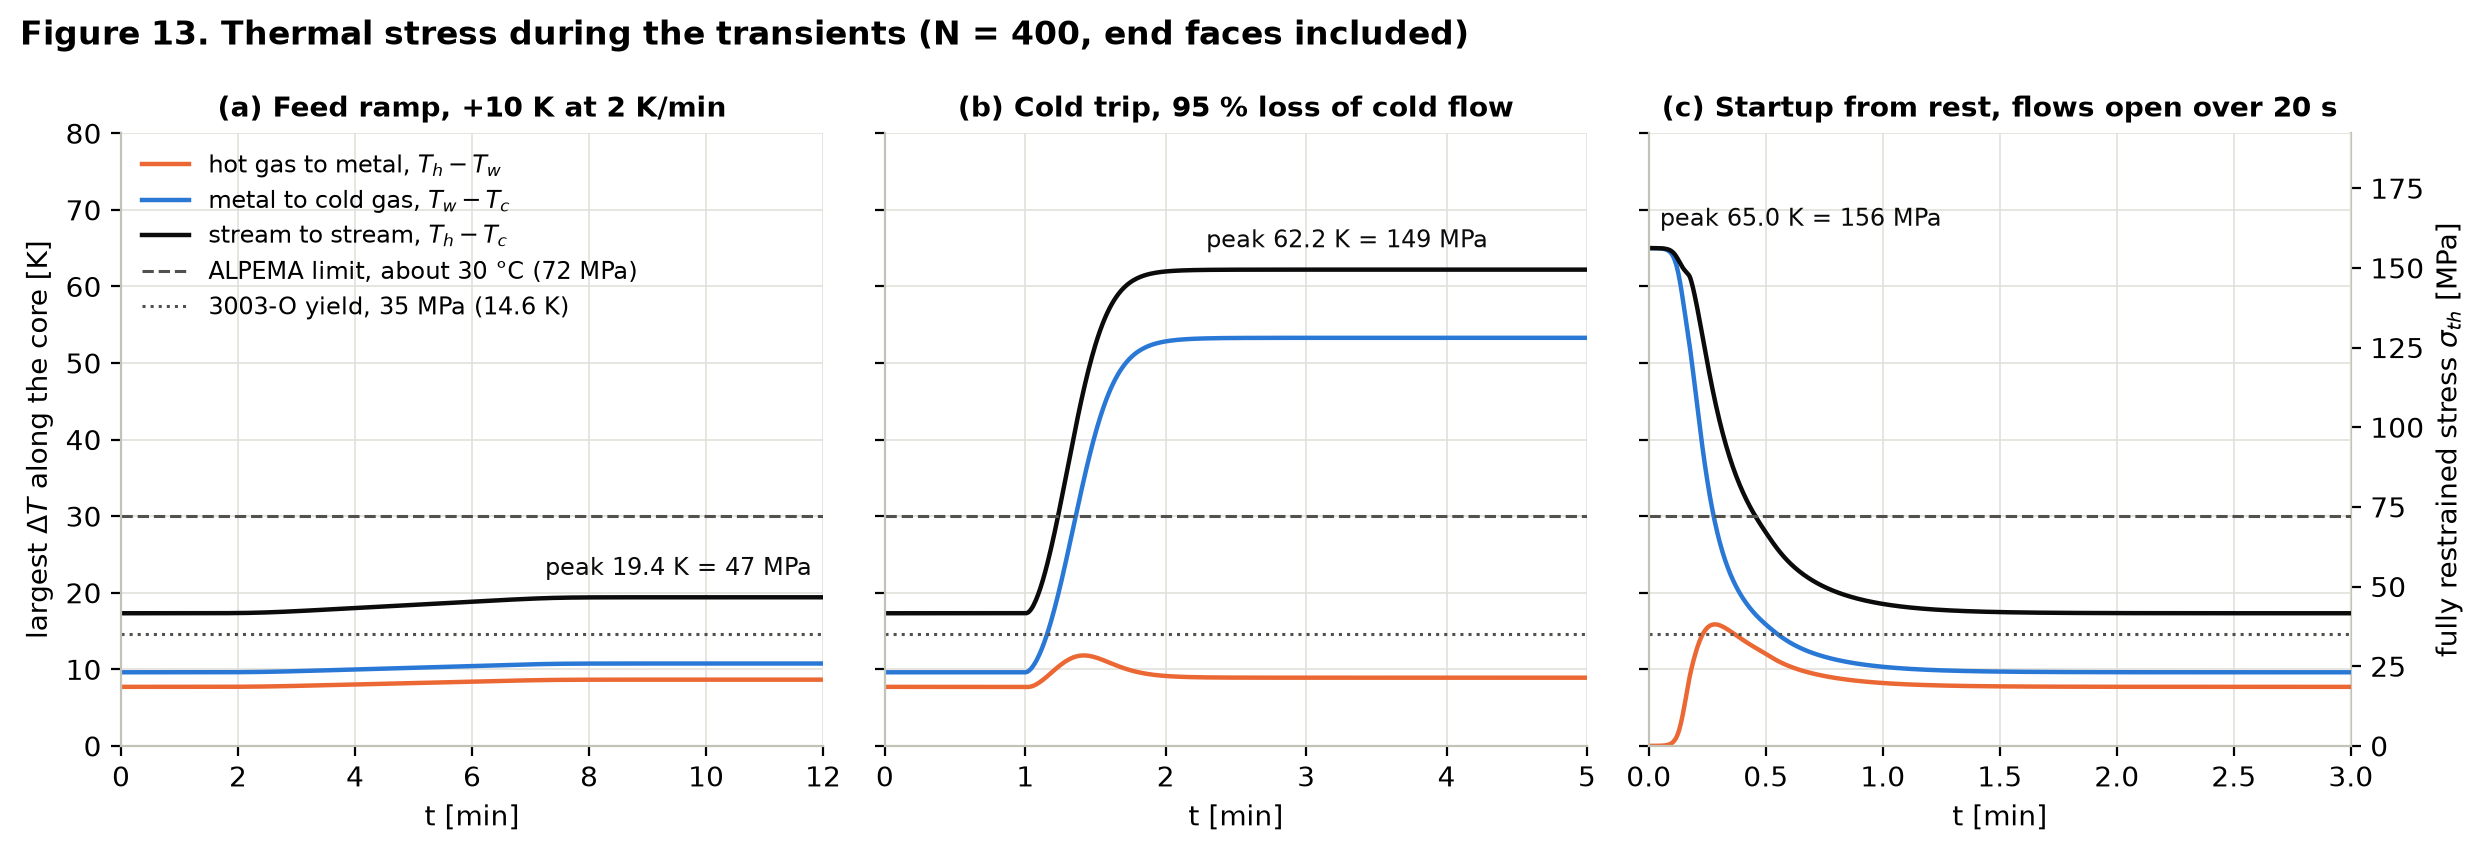 Figure 13. Thermal stress during the transients (N = 400, end faces included)
(a) Feed ramp, +10 K at 2 K/min
(b) Cold trip, 95 % loss of cold flow
(c) Startup from rest, flows open over 20 s
largest ΔT along the core [K]
80
70
60
50
40
30
20
10
0
hot gas to metal, T_h − T_w
metal to cold gas, T_w − T_c
stream to stream, T_h − T_c
ALPEMA limit, about 30 °C (72 MPa)
3003-O yield, 35 MPa (14.6 K)
peak 19.4 K = 47 MPa
0 2 4 6 8 10 12
t [min]
peak 62.2 K = 149 MPa
0 1 2 3 4 5
t [min]
peak 65.0 K = 156 MPa
0.0 0.5 1.0 1.5 2.0 2.5 3.0
t [min]
175
150
125
100
75
50
25
0
fully restrained stress σ_th [MPa]